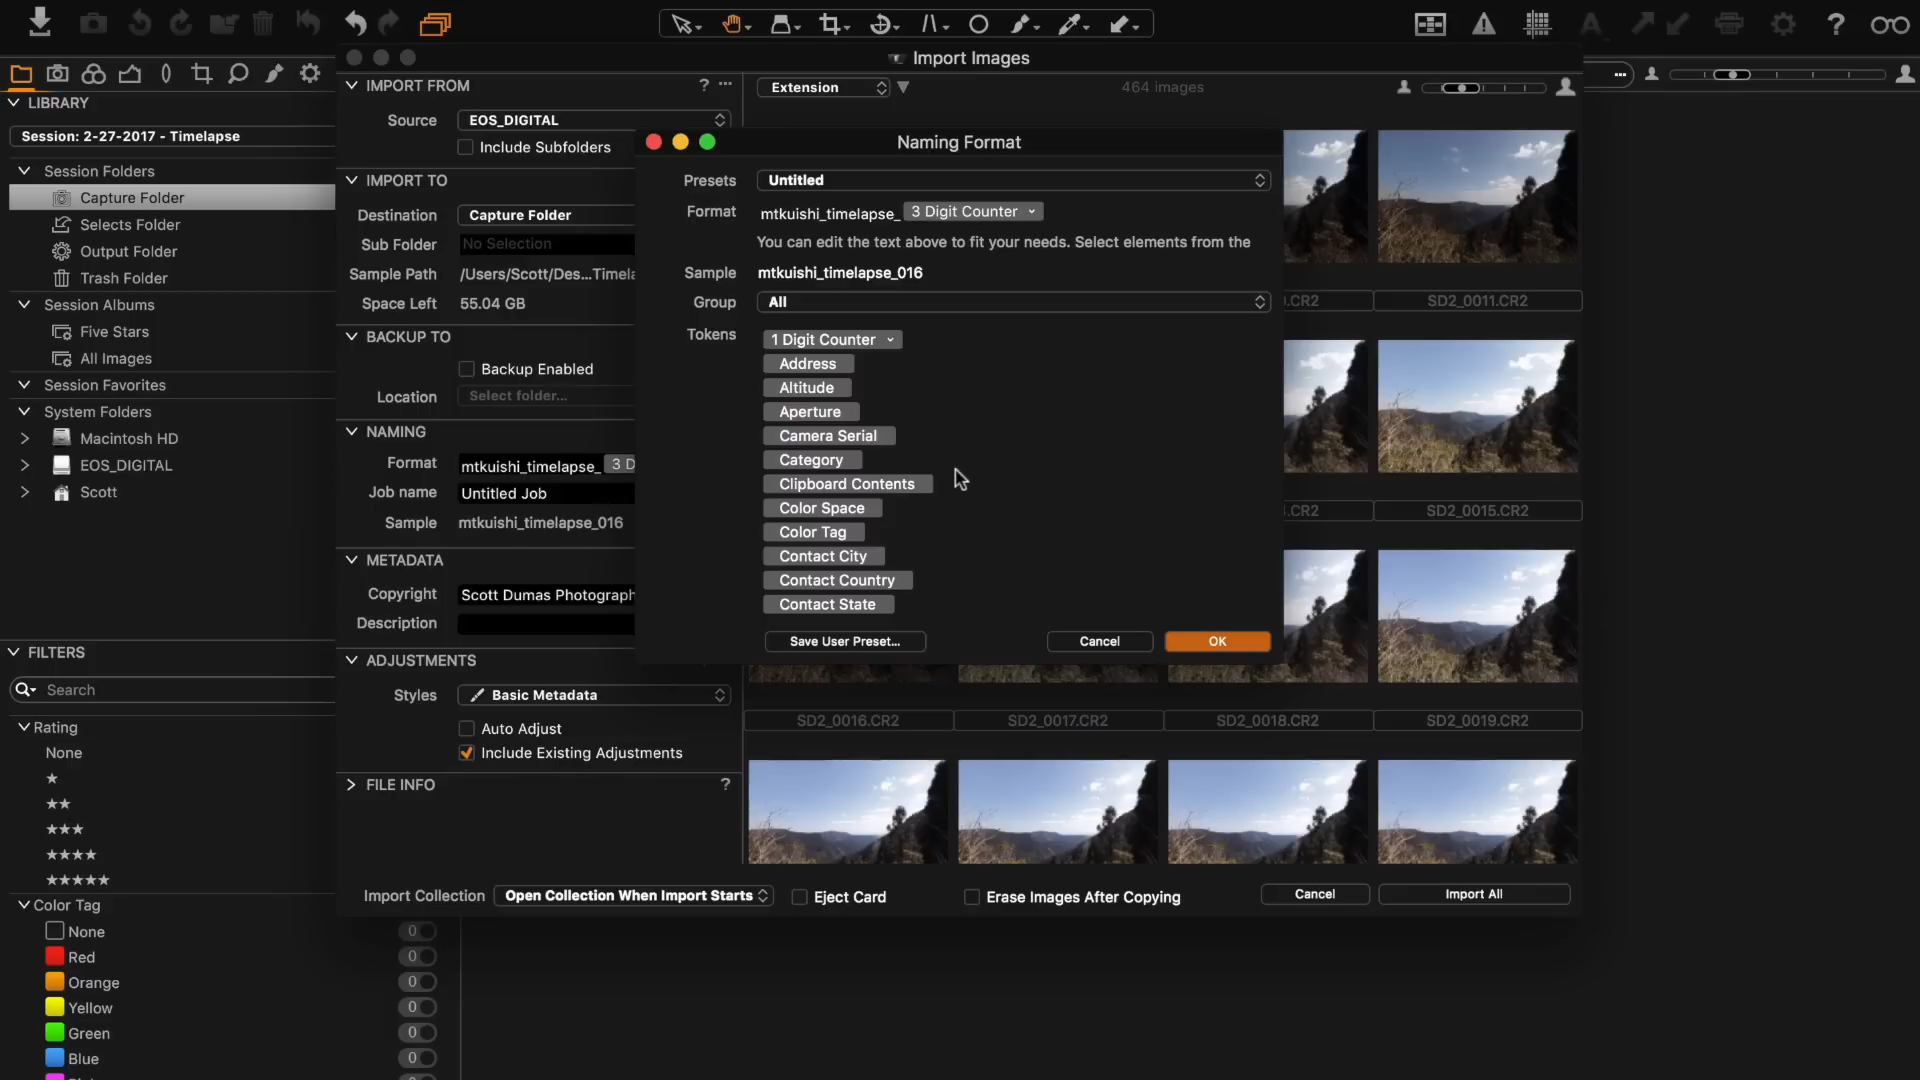 Import Images
LIBRARY
Session: 2-27-2017 - Timelapse
Session Folders
Capture Folder
Selects Folder
Output Folder
Trash Folder
Session Albums
Five Stars
All Images
Session Favorites
System Folders
Macintosh HD
EOS_DIGITAL
Scott
FILTERS
Search
Rating
None
Color Tag
None 0
Red 0
Orange 0
Yellow 0
Green 0
Blue 0
IMPORT FROM ?
Source EOS_DIGITAL
Include Subfolders
IMPORT TO
Destination Capture Folder
Sub Folder No Selection
Sample Path /Users/Scott/Des...Timela
Space Left 55.04 GB
BACKUP TO
Backup Enabled
Location Select folder...
NAMING
Format mtkuishi_timelapse_ 3 D
Job name Untitled Job
Sample mtkuishi_timelapse_016
METADATA
Copyright Scott Dumas Photograph
Description
ADJUSTMENTS
Styles Basic Metadata
Auto Adjust
Include Existing Adjustments
FILE INFO ?
Extension
464 images
Naming Format
Presets Untitled
Format mtkuishi_timelapse_ 3 Digit Counter
You can edit the text above to fit your needs. Select elements from the
Sample mtkuishi_timelapse_016
Group All
Tokens 1 Digit Counter
Address
Altitude
Aperture
Camera Serial
Category
Clipboard Contents
Color Space
Color Tag
Contact City
Contact Country
Contact State
Save User Preset...
Cancel
OK
.CR2 SD2_0011.CR2
.CR2 SD2_0015.CR2
SD2_0016.CR2 SD2_0017.CR2 SD2_0018.CR2 SD2_0019.CR2
Import Collection Open Collection When Import Starts
Eject Card
Erase Images After Copying
Cancel
Import All